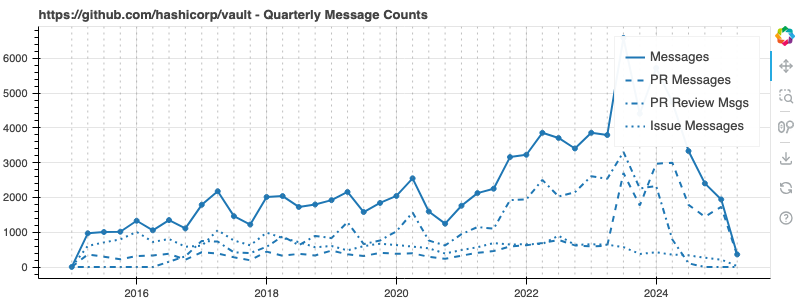 https://github.com/hashicorp/vault - Quarterly Message Counts
6000
5000
4000
3000
2000
1000
0
Messages
PR Messages
PR Review Msgs
Issue Messages
2016
2018
2020
2022
2024